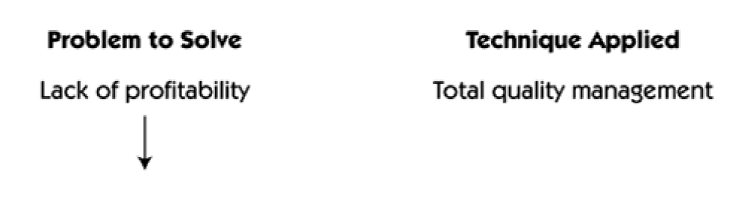 Problem to Solve    Technique Applied
Lack of profitability    Total quality management